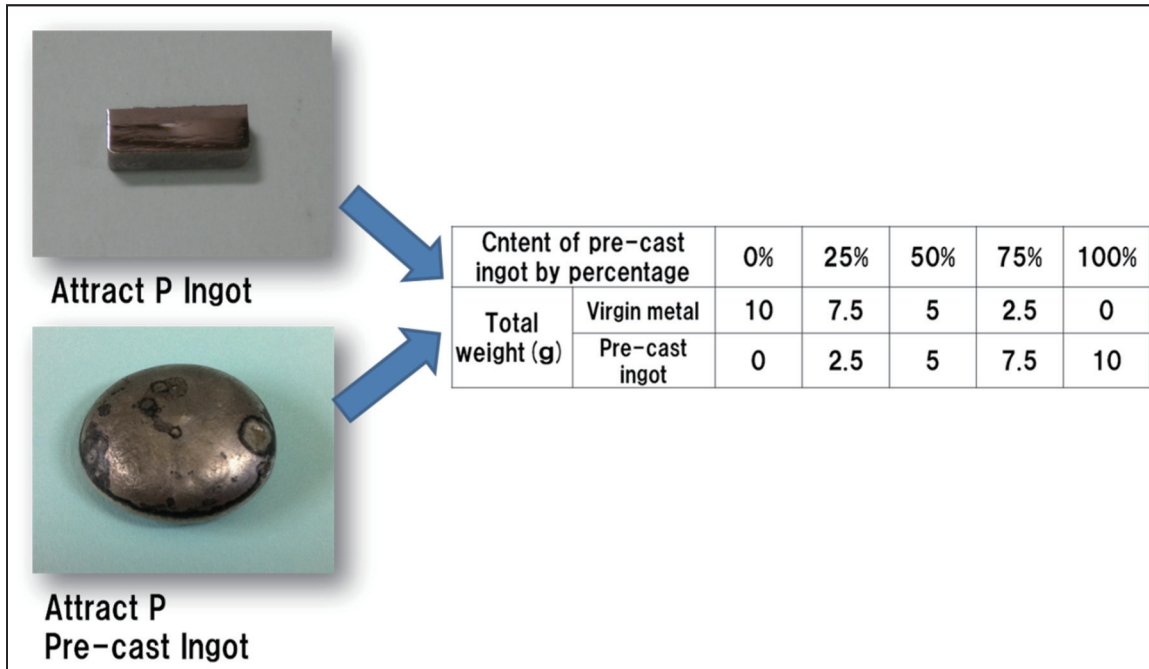 Attract P Ingot
Attract P
Pre-cast Ingot
Cntent of pre-cast
ingot by percentage
0% 25% 50% 75% 100%
Total
weight (g)
Virgin metal 10 7.5 5 2.5 0
Pre-cast
ingot
0 2.5 5 7.5 10